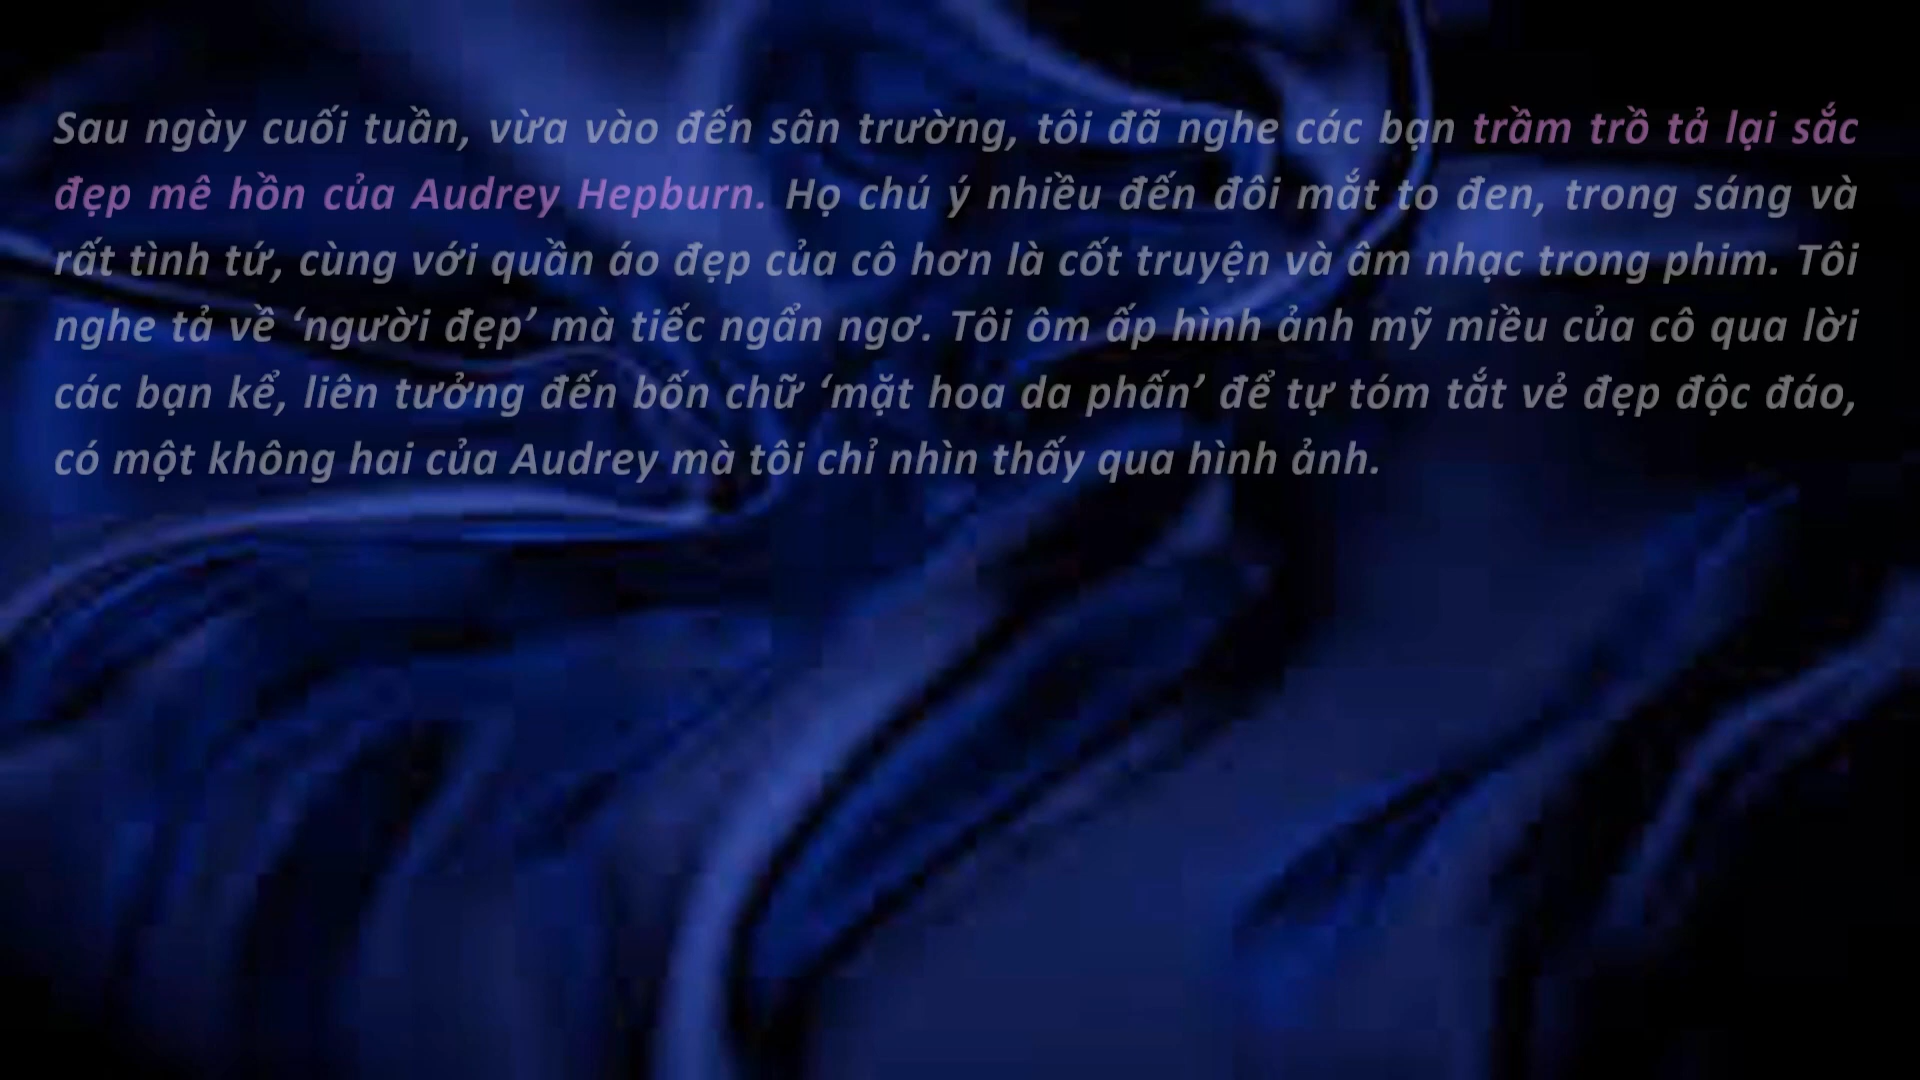 Sau ngày cuối tuần, vừa vào đến sân trường, tôi đã nghe các bạn trầm trồ tả lại sắc
đẹp mê hồn của Audrey Hepburn. Họ chú ý nhiều đến đôi mắt to đen, trong sáng và
rất tình tứ, cùng với quần áo đẹp của cô hơn là cốt truyện và âm nhạc trong phim. Tôi
nghe tả về ‘người đẹp’ mà tiếc ngẩn ngơ. Tôi ôm ấp hình ảnh mỹ miều của cô qua lời
các bạn kể, liên tưởng đến bốn chữ ‘mặt hoa da phấn’ để tự tóm tắt vẻ đẹp độc đáo,
có một không hai của Audrey mà tôi chỉ nhìn thấy qua hình ảnh.